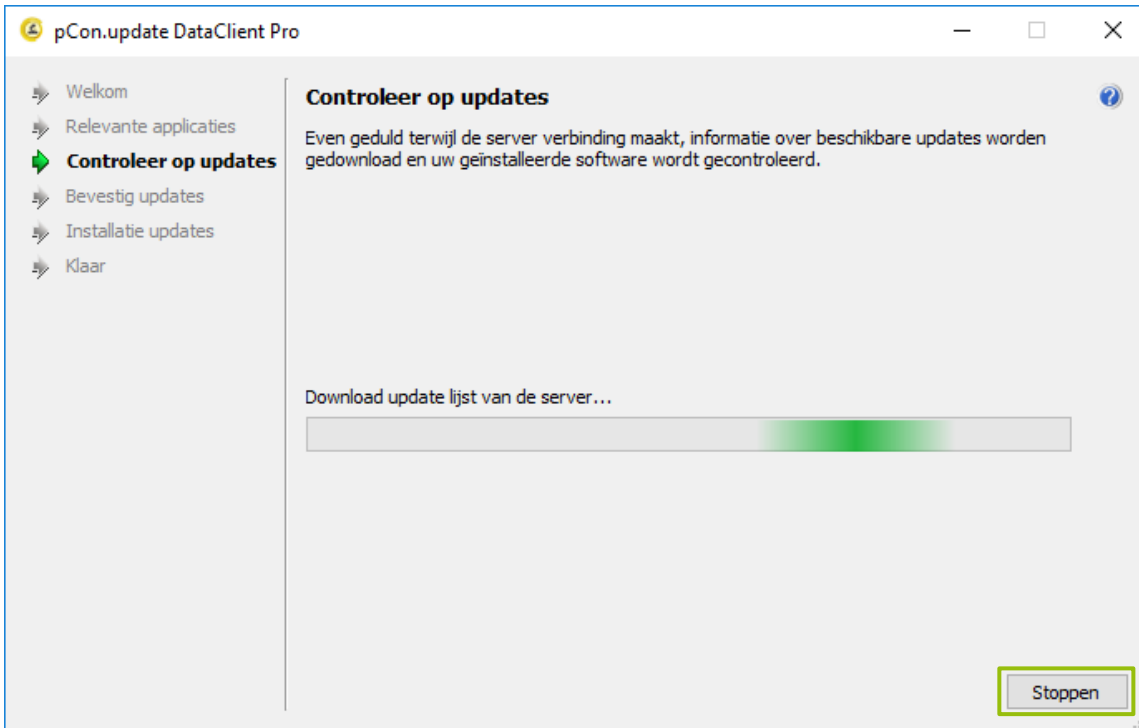 pCon.update DataClient Pro
Welkom
Relevante applicaties
Controleer op updates
Bevestig updates
Installatie updates
Klaar
Controleer op updates
Even geduld terwijl de server verbinding maakt, informatie over beschikbare updates worden
gedownload en uw geïnstalleerde software wordt gecontroleerd.
Download update lijst van de server...
Stoppen